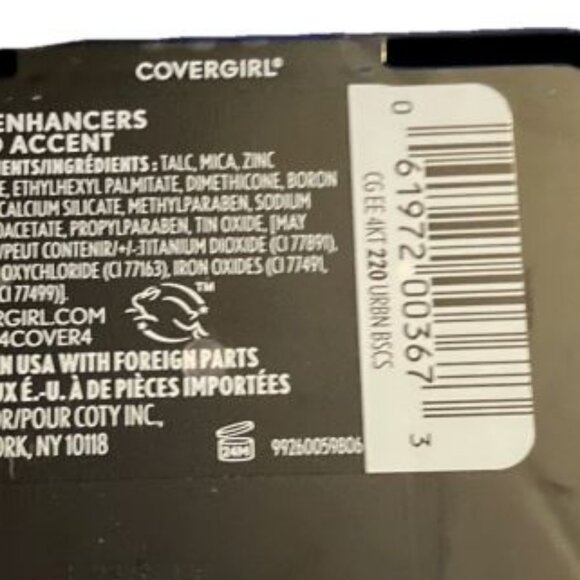 COVERGIRL®
ENHANCERS
ACCENT
ENTS/INGRÉDIENTS : TALC, MICA, ZINC
E, ETHYLHEXYL PALMITATE, DIMETHICONE, BORON
CALCIUM SILICATE, METHYLPARABEN, SODIUM
OACETATE, PROPYLPARABEN, TIN OXIDE, [MAY
/PEUT CONTENIR/+/-:TITANIUM DIOXIDE (CI 77891),
OXYCHLORIDE (CI 77163), IRON OXIDES (CI 77491,
CI 77499)].
RGIRL.COM
4COVER4
TM
N USA WITH FOREIGN PARTS
UX É.-U. À DE PIÈCES IMPORTÉES
OR/POUR COTY INC.,
ORK, NY 10118
24M
99260059806
CG EE 4KT 220 URBN BSCS
0 61972 00367 3